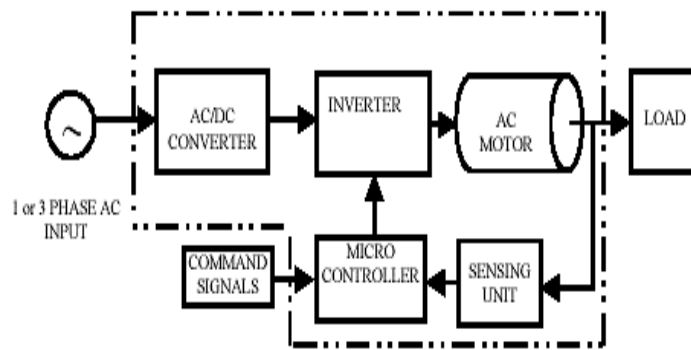 AC/DC
CONVERTER
INVERTER
AC
MOTOR
LOAD
1 or 3 PHASE AC
INPUT
COMMAND
SIGNALS
MICRO
CONTROLLER
SENSING
UNIT